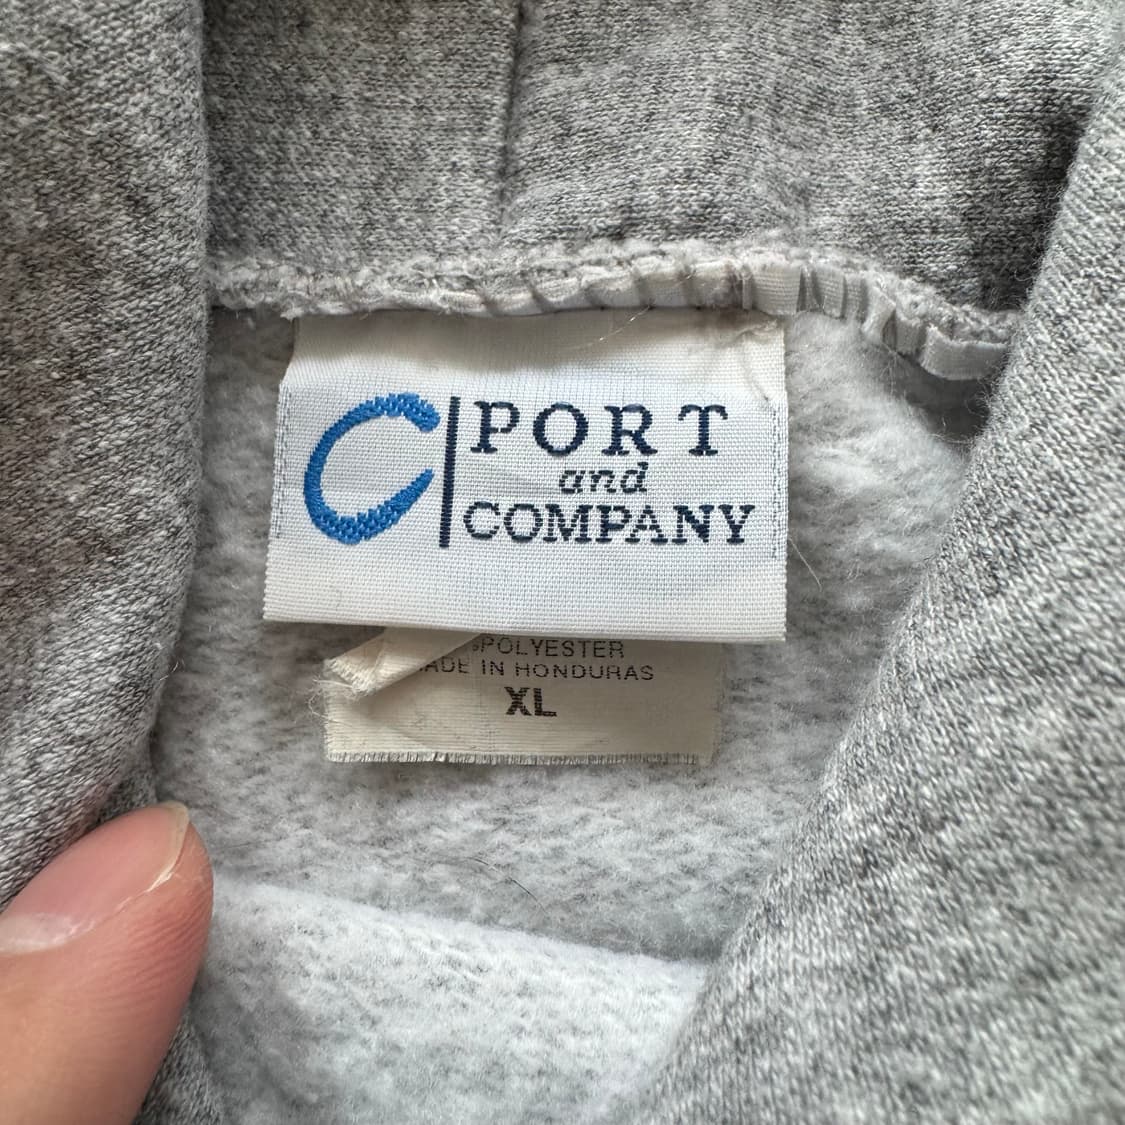 C PORT
and
COMPANY
POLYESTER
MADE IN HONDURAS
XL